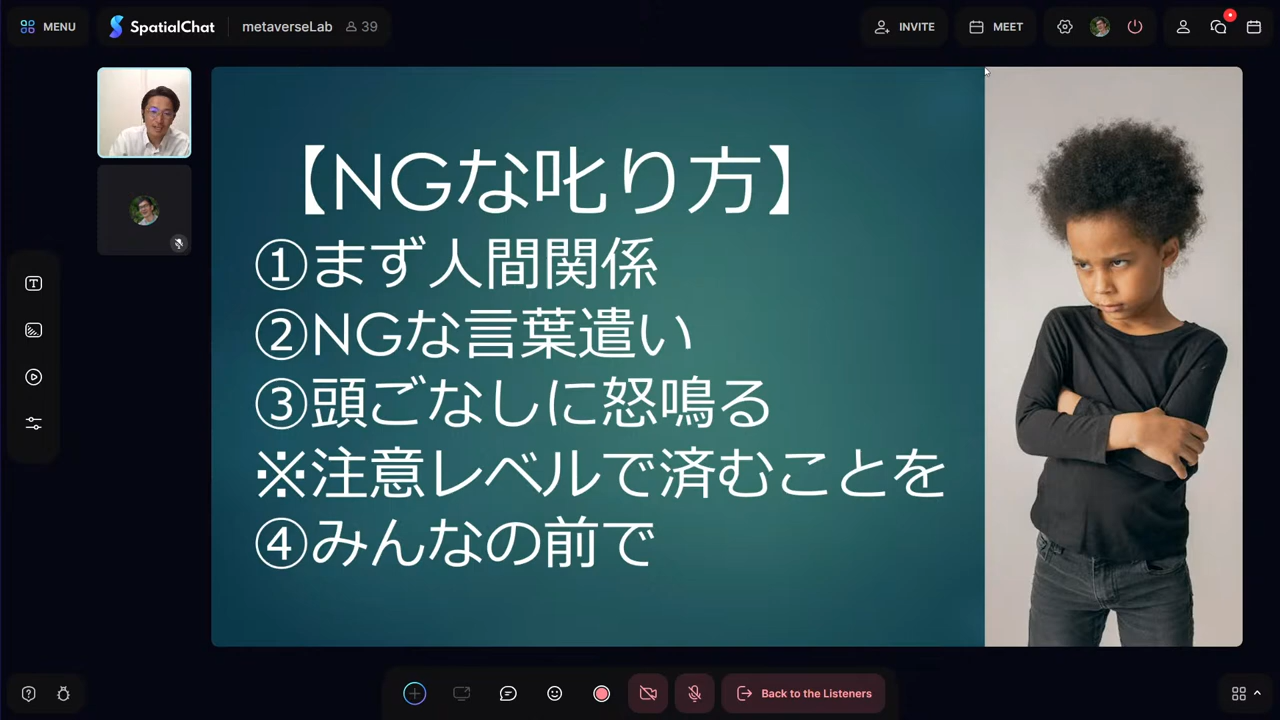 MENU
SpatialChat
metaverseLab
39
INVITE
MEET
【NGな叱り方】
①まず人間関係
②NGな言葉遣い
③頭ごなしに怒鳴る
※注意レベルで済むことを
④みんなの前で
Back to the Listeners